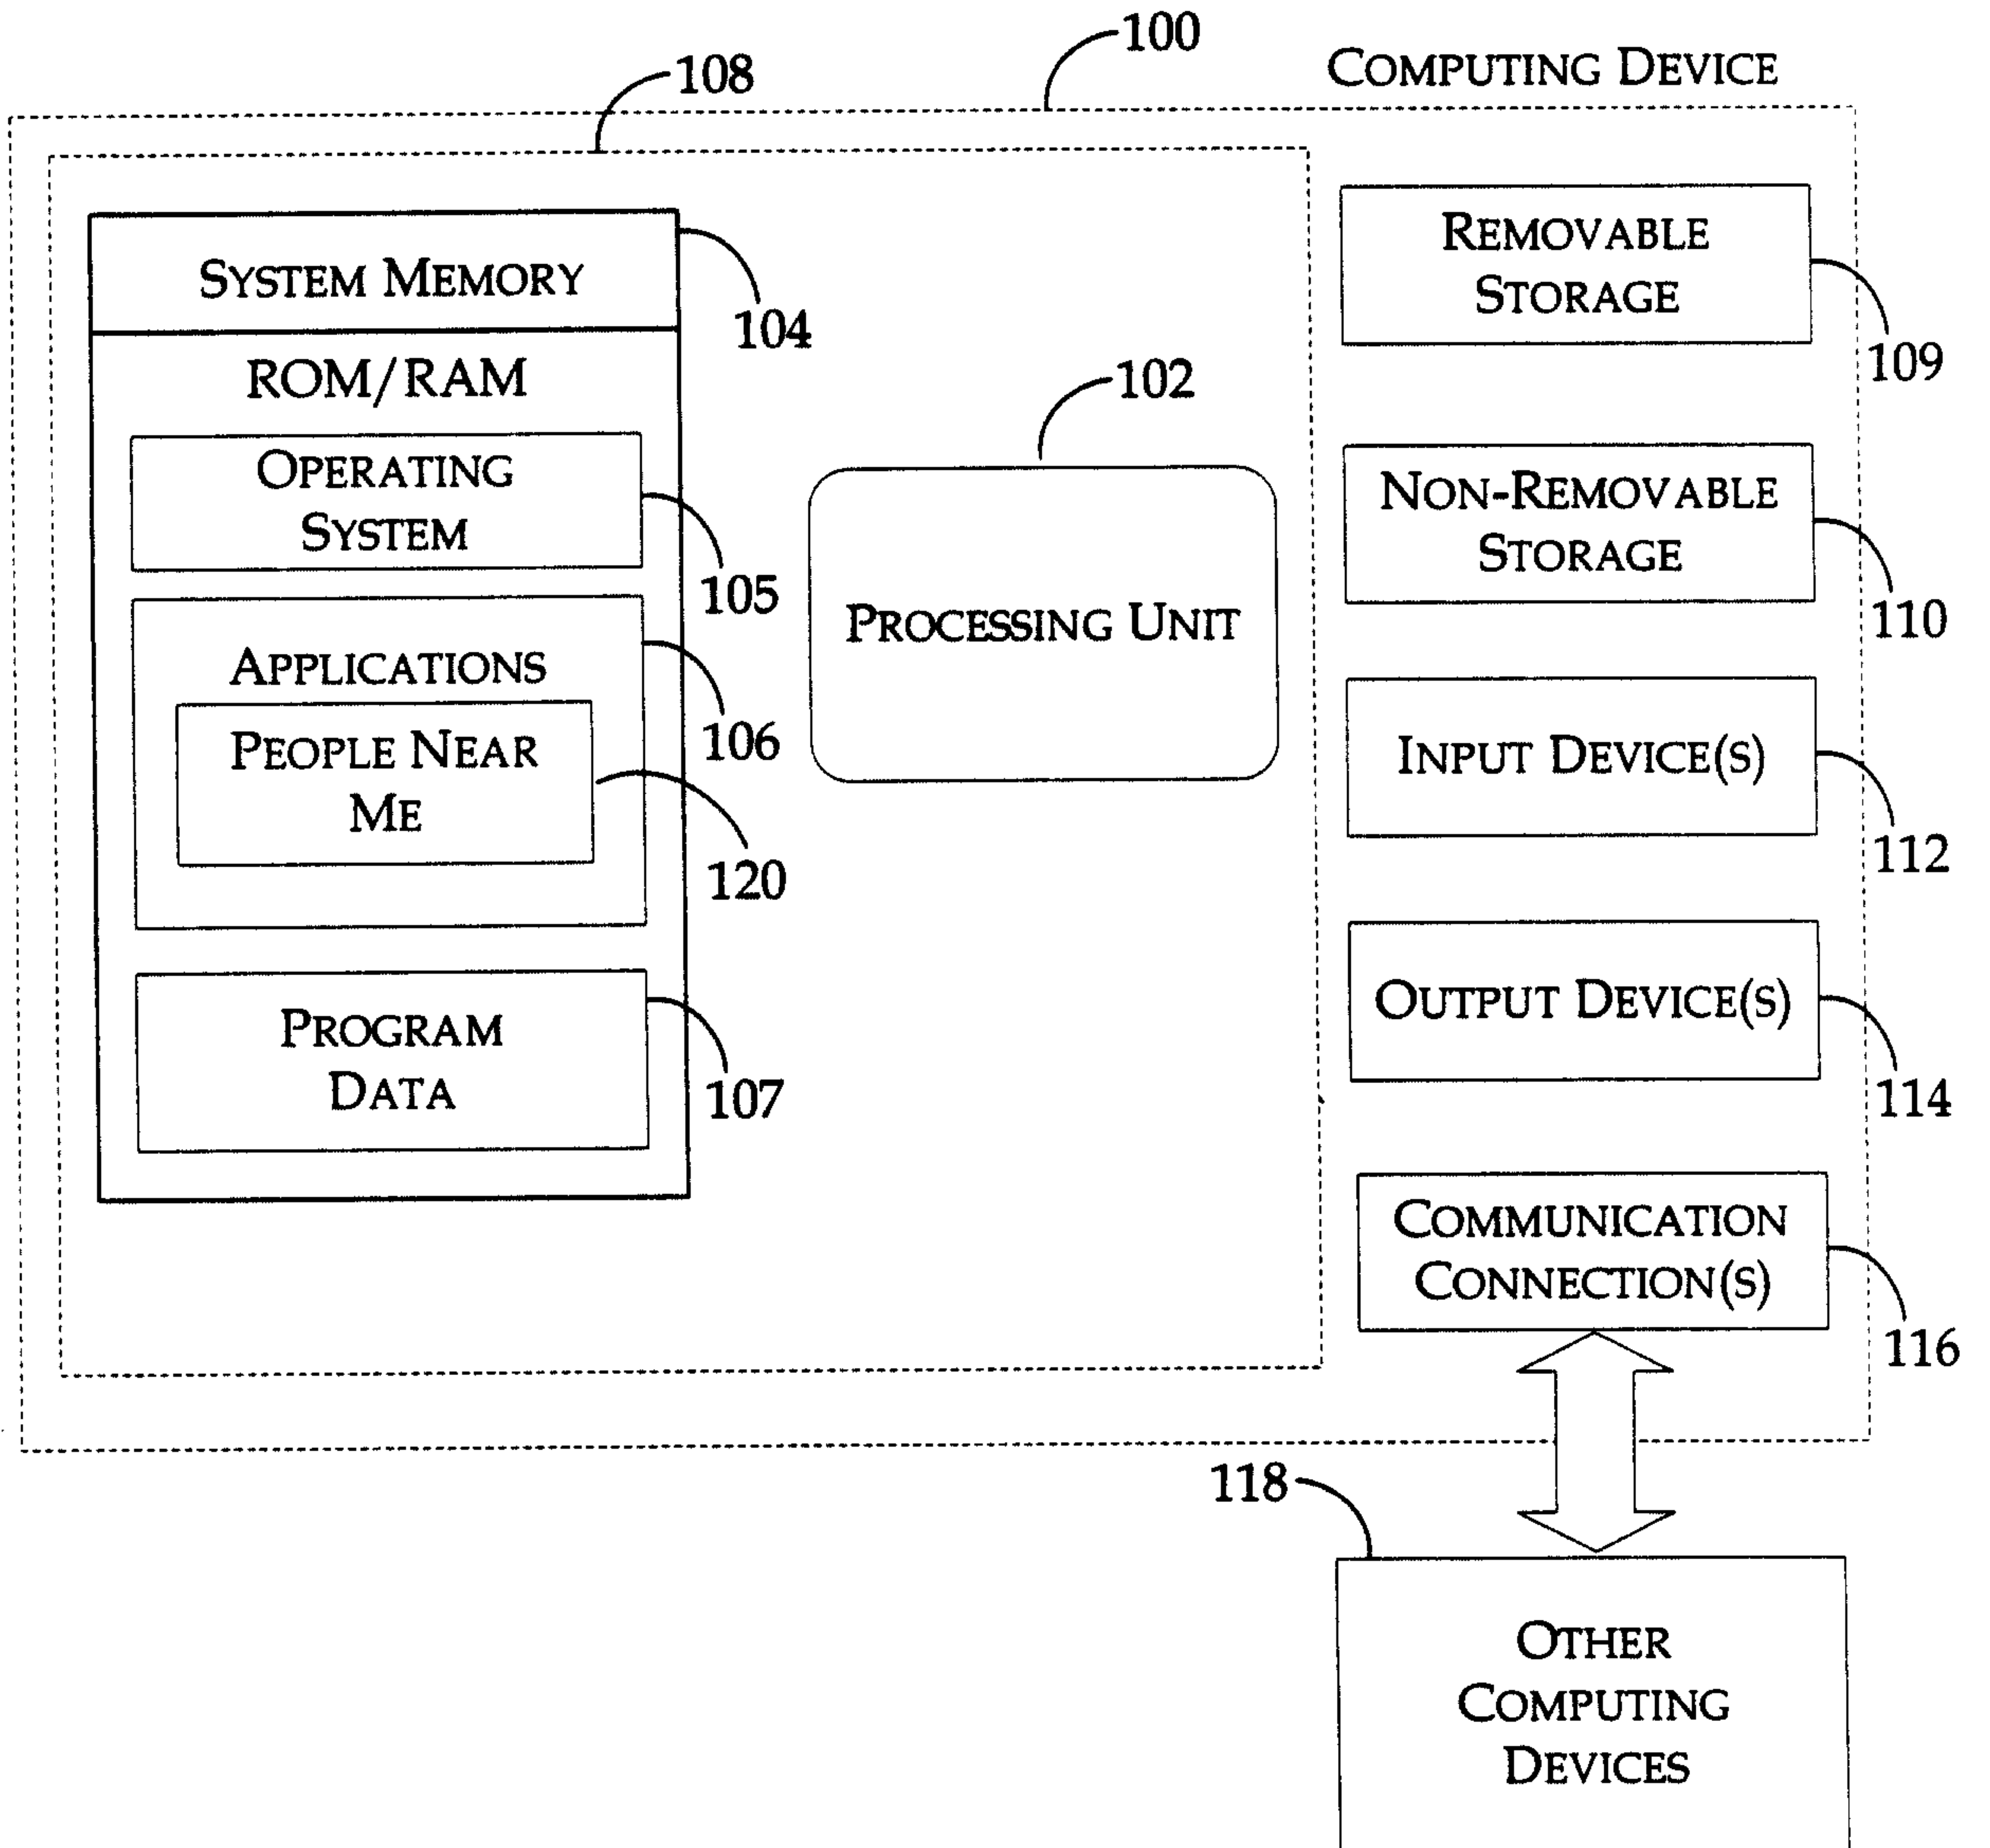 100
COMPUTING DEVICE
108
SYSTEM MEMORY
104
ROM/RAM
OPERATING
SYSTEM
105
APPLICATIONS
106
PEOPLE NEAR
ME
120
PROGRAM
DATA
107
102
PROCESSING UNIT
REMOVABLE
STORAGE
109
NON-REMOVABLE
STORAGE
110
INPUT DEVICE(S)
112
OUTPUT DEVICE(S)
114
COMMUNICATION
CONNECTION(S)
116
118
OTHER
COMPUTING
DEVICES